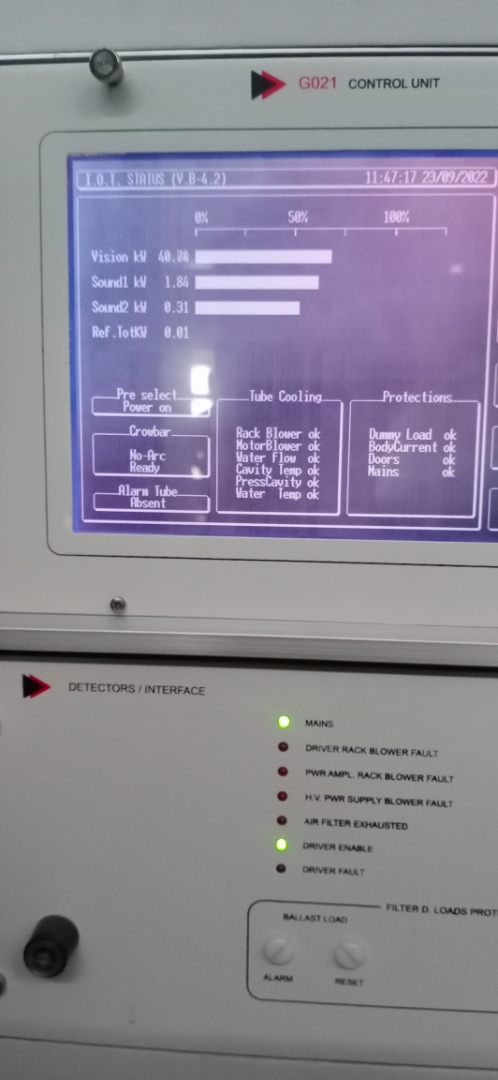 G021 CONTROL UNIT
I.O.T. STATUS (V.B-4.2) 11:47:17 23/09/2022
0% 50% 100%
Vision kW
Sound1 kW 1.84
Sound2 kW 0.31
Ref.TotKW 0.01
Pre select
Power on
Crowbar
No-Arc
Ready
Alarm Tube
Absent
Tube Cooling
Rack Blower ok
MotorBlower ok
Water flow ok
Cavity Temp ok
PressCavity ok
Water Temp ok
Protections
Dummy Load ok
BodyCurrent ok
Doors ok
Mains ok
DETECTORS / INTERFACE
MAINS
DRIVER RACK BLOWER FAULT
PWR AMPL. RACK BLOWER FAULT
H.V. PWR SUPPLY BLOWER FAULT
AIR FILTER EXHAUSTED
DRIVER ENABLE
DRIVER FAULT
FILTER D. LOADS PROT
BALLAST LOAD
ALARM RESET